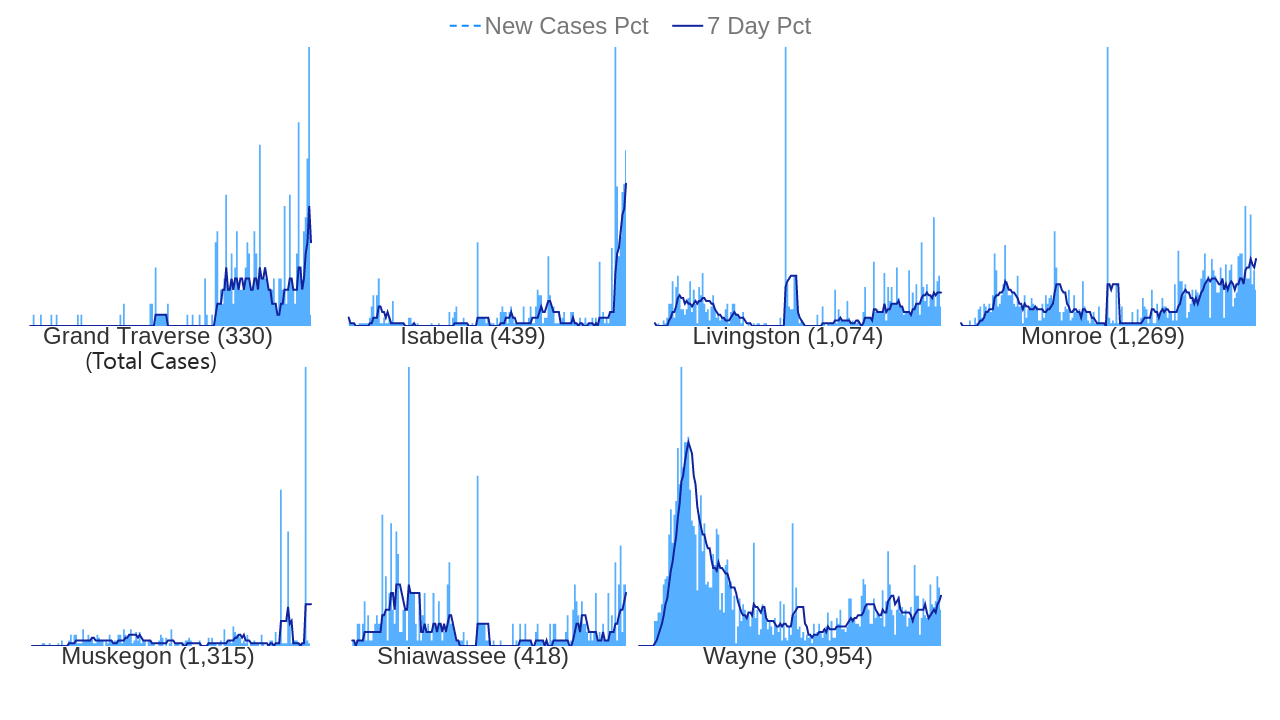 New Cases Pct 7 Day Pct
Grand Traverse (330)
(Total Cases)
Isabella (439)
Livingston (1,074)
Monroe (1,269)
Muskegon (1,315)
Shiawassee (418)
Wayne (30,954)